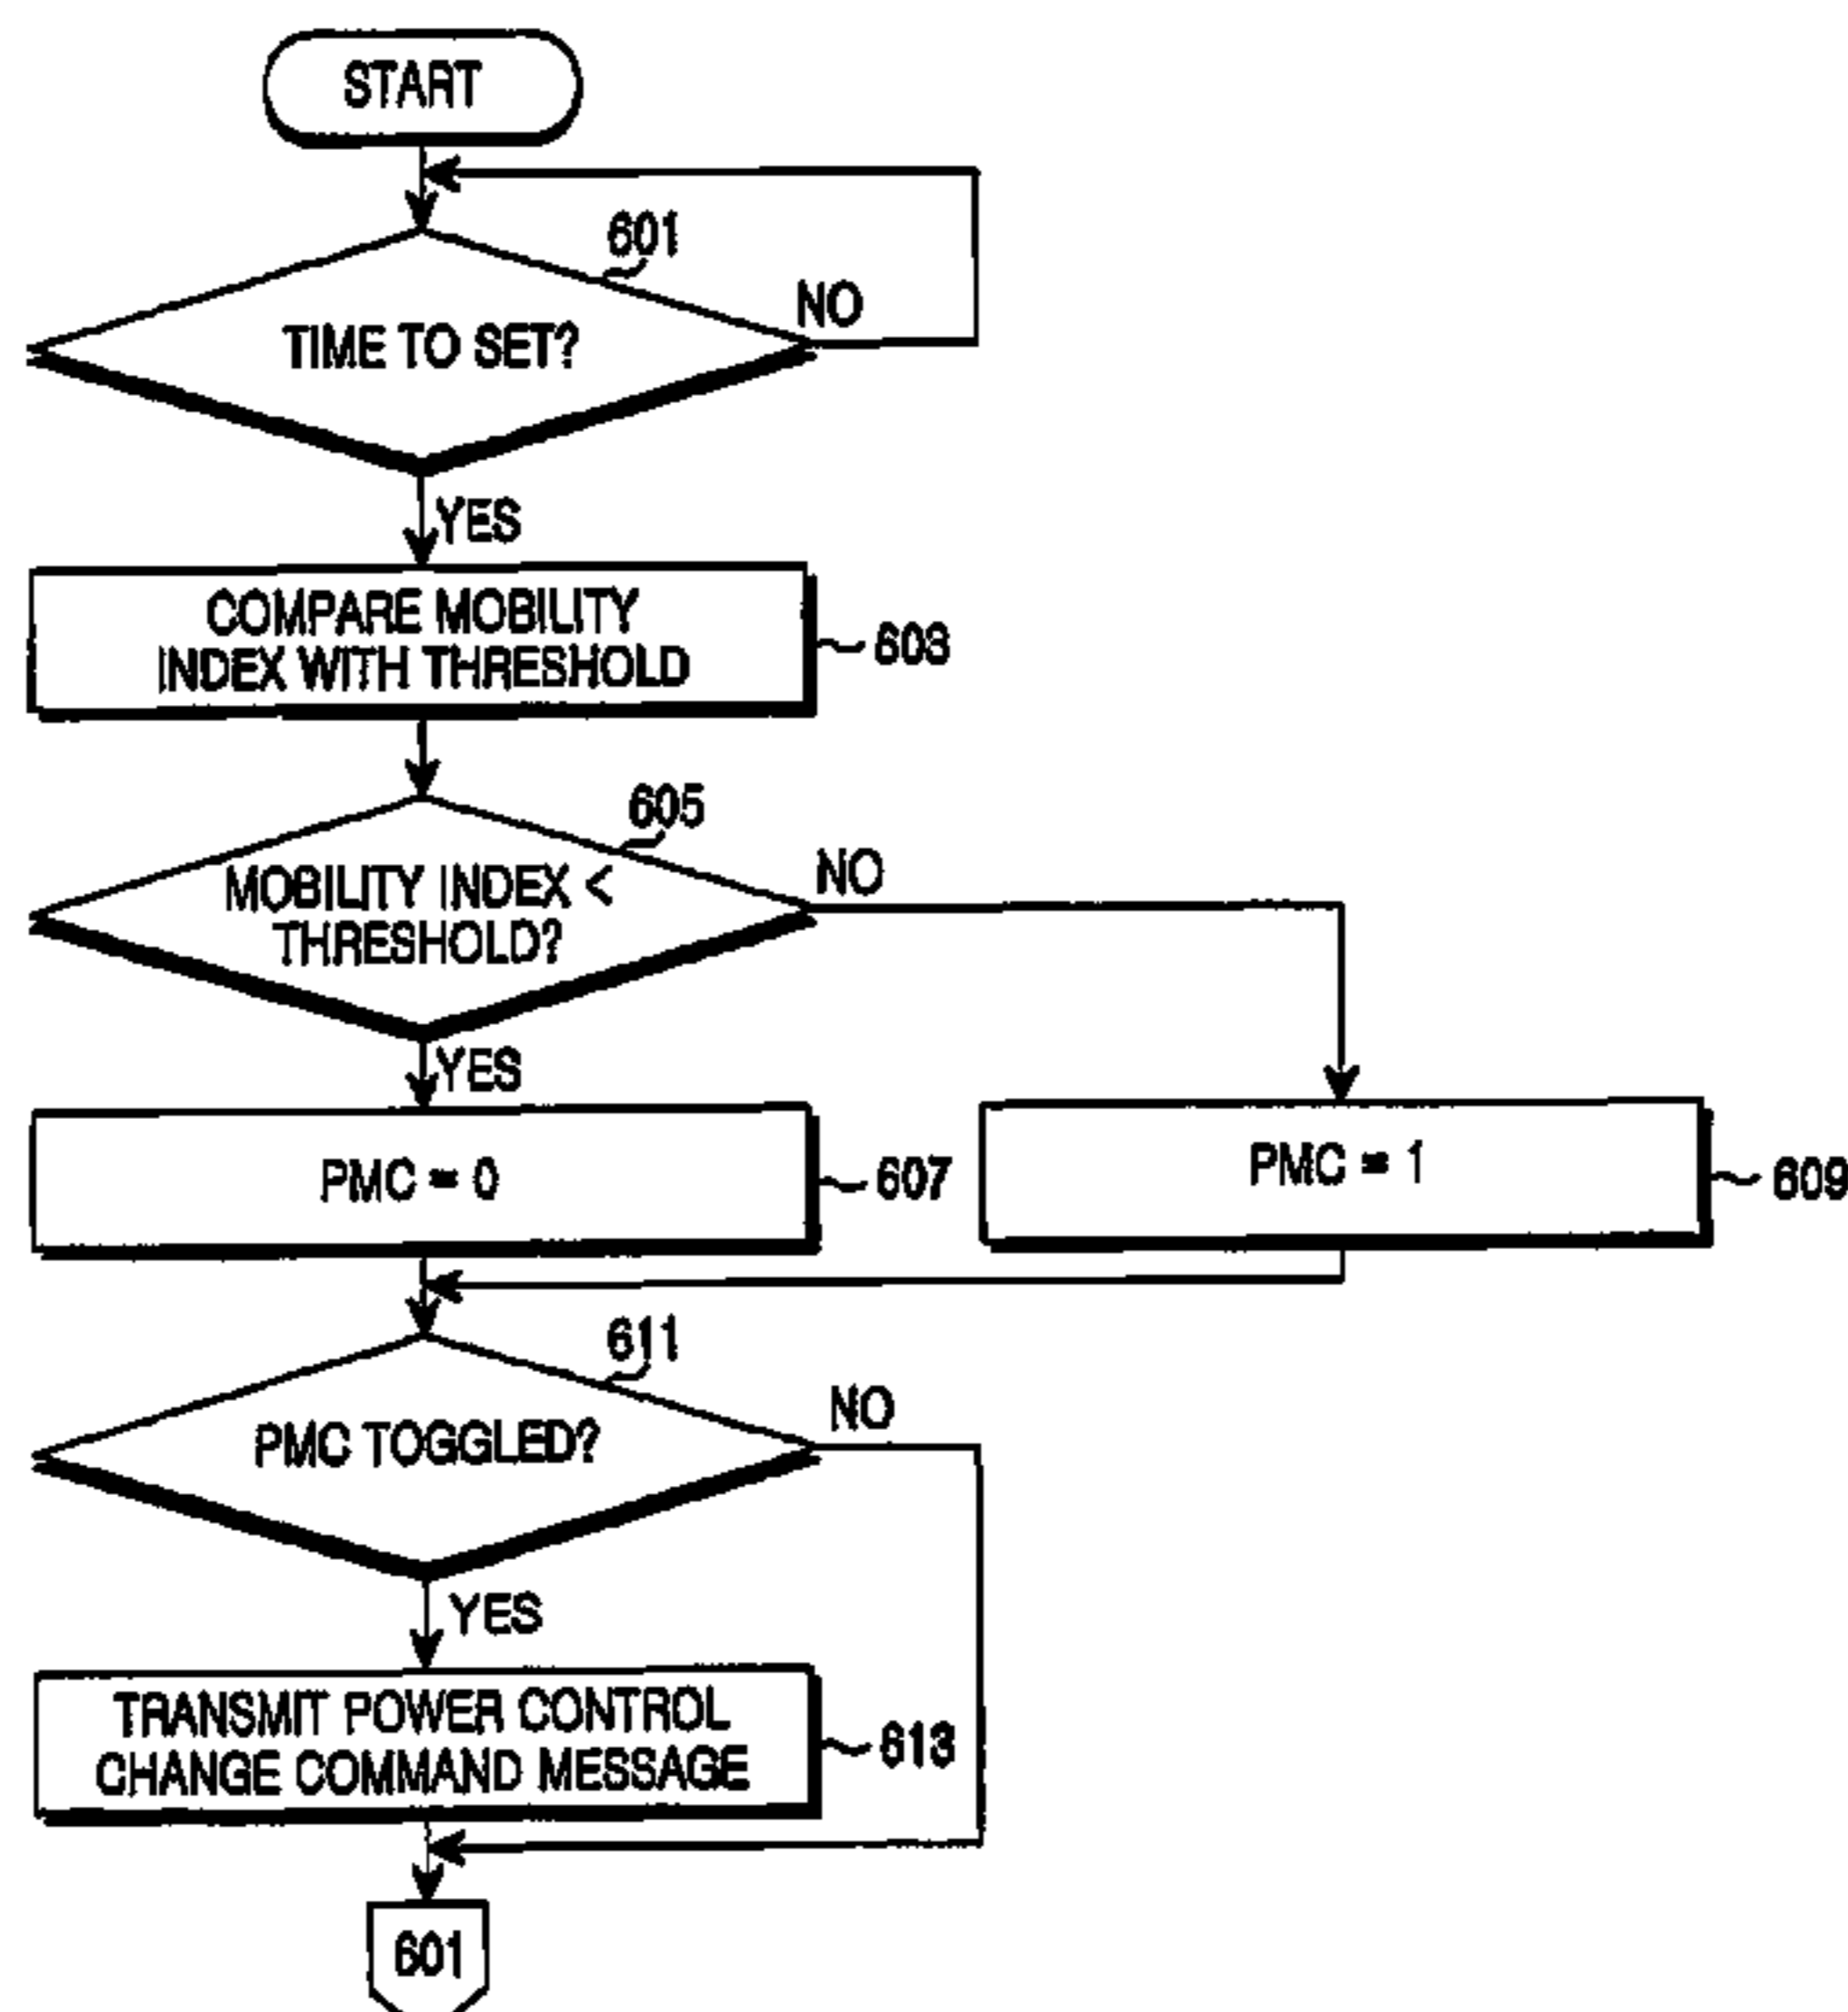 START
601
NO
TIME TO SET?
YES
COMPARE MOBILITY
INDEX WITH THRESHOLD
603
605
NO
MOBILITY INDEX <
THRESHOLD?
YES
PMC = 0
607
PMC = 1
609
611
NO
PMC TOGGLED?
YES
TRANSMIT POWER CONTROL
CHANGE COMMAND MESSAGE
613
601